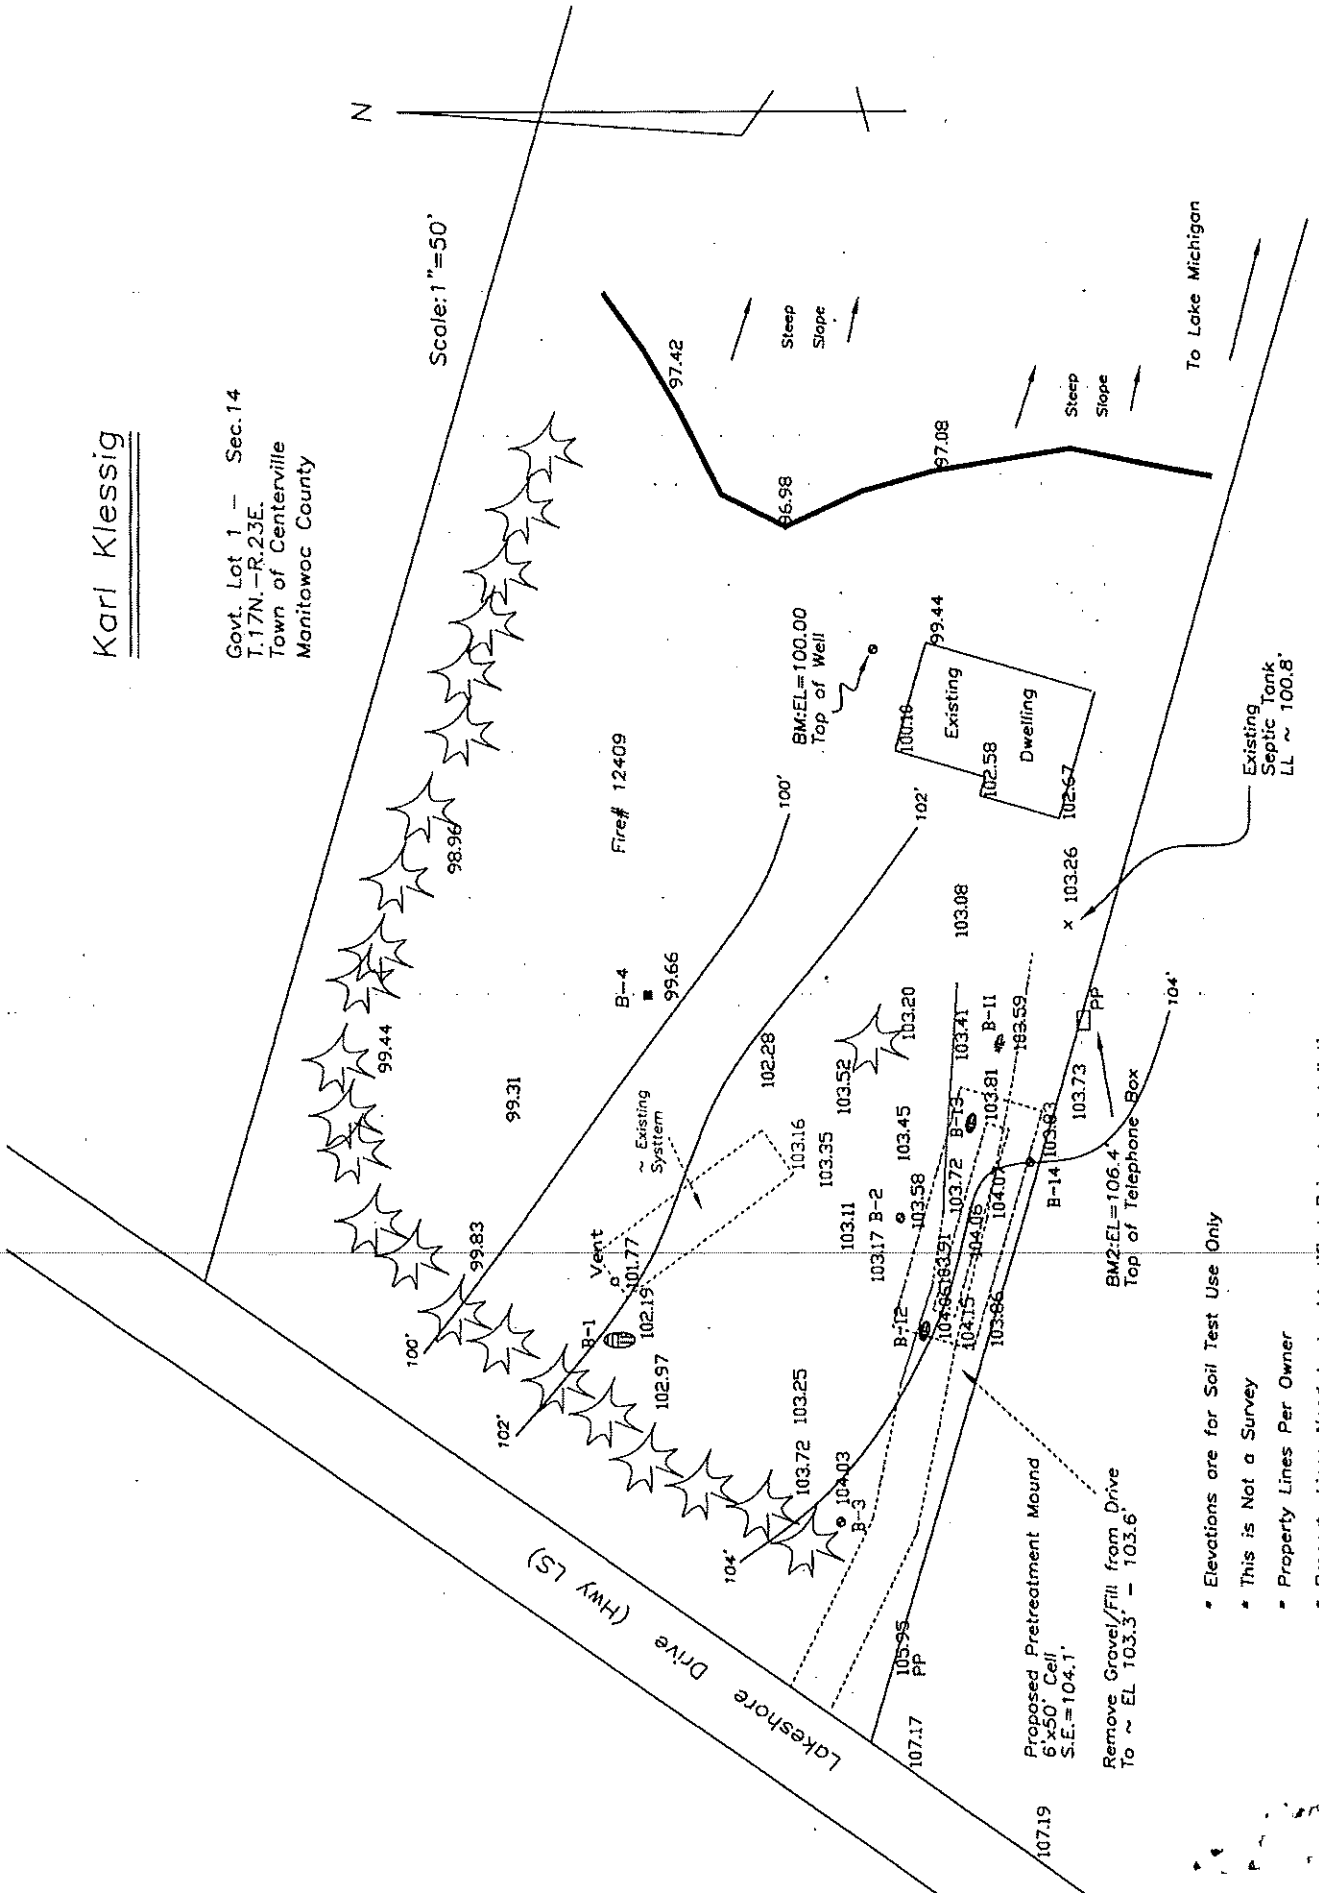 Karl Klessig
Govt. Lot 1 - Sec.14
T.17N.-R.23E.
Town of Centerville
Manitowoc County
Scale: 1"=50'
N
Lakeshore Drive (Hwy LS)
100'
102'
104'
99.83
99.44
98.96
99.31
Fire# 12409
B-4
99.66
97.42
96.98
97.08
Steep
Slope
Steep
Slope
To Lake Michigan
B-1
Vent
101.77
102.19
102.97
~ Existing
Systtem
102.28
103.16
103.35
100'
102'
BM:EL=100.00
Top of Well
99.44
100.10
102.58
102.67
Existing
Dwelling
103.26
x
Existing
Septic Tank
LL ~ 100.8'
103.08
103.20
103.52
103.45
103.11
103.17 B-2
103.58
103.25
103.72
104.03
B-3
B-12
104.06
103.91
103.72
B-13
103.41
B-11
103.59
103.81
104.15
104.06
104.07
103.86
103.83
B-14
103.73
PP
104'
BM2:EL=106.4'
Top of Telephone Box
105.95
PP
107.17
107.19
Proposed Pretreatment Mound
6'x50' Cell
S.E.=104.1'
Remove Gravel/Fill from Drive
To ~ EL 103.3' - 103.6'
* Elevations are for Soil Test Use Only
* This is Not a Survey
* Property Lines Per Owner